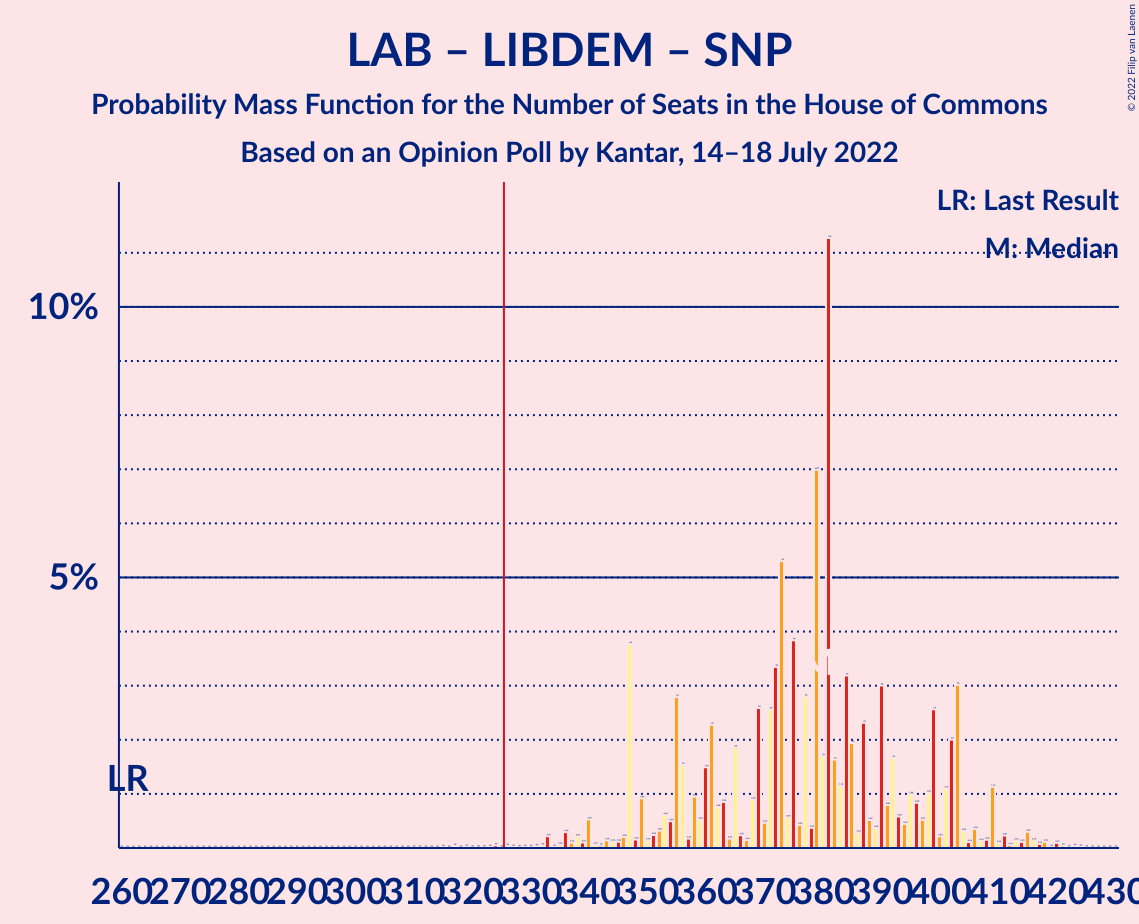 LAB – LIBDEM – SNP
Probability Mass Function for the Number of Seats in the House of Commons
Based on an Opinion Poll by Kantar, 14–18 July 2022
© 2022 Filip van Laenen
LR: Last Result
M: Median
10%
5%
LR
260 270 280 290 300 310 320 330 340 350 360 370 380 390 400 410 420 430